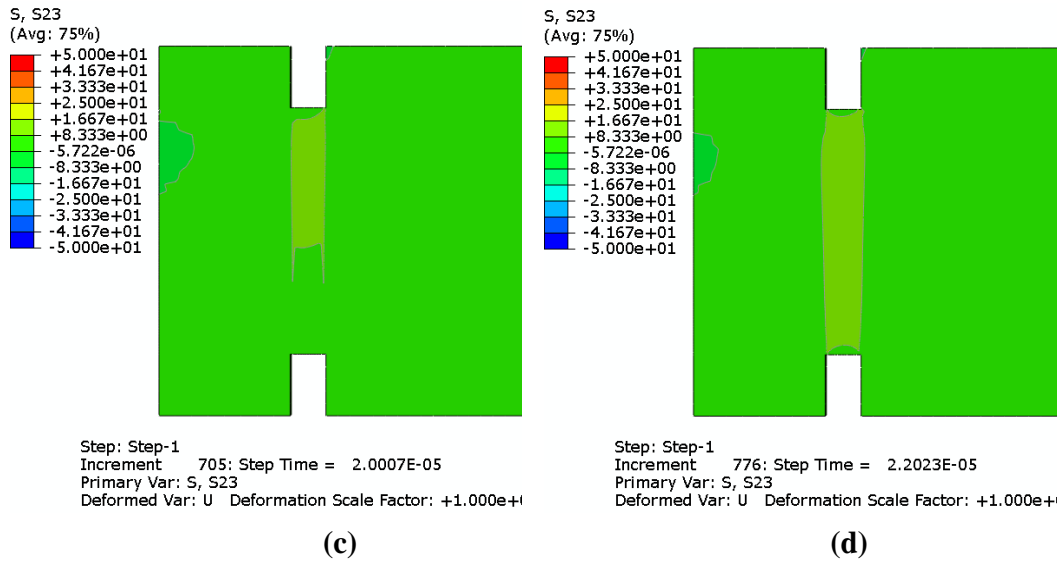 S, S23
(Avg: 75%)
+5.000e+01
+4.167e+01
+3.333e+01
+2.500e+01
+1.667e+01
+8.333e+00
-5.722e-06
-8.333e+00
-1.667e+01
-2.500e+01
-3.333e+01
-4.167e+01
-5.000e+01
Step: Step-1
Increment 705: Step Time = 2.0007E-05
Primary Var: S, S23
Deformed Var: U Deformation Scale Factor: +1.000e+
(c)
S, S23
(Avg: 75%)
+5.000e+01
+4.167e+01
+3.333e+01
+2.500e+01
+1.667e+01
+8.333e+00
-5.722e-06
-8.333e+00
-1.667e+01
-2.500e+01
-3.333e+01
-4.167e+01
-5.000e+01
Step: Step-1
Increment 776: Step Time = 2.2023E-05
Primary Var: S, S23
Deformed Var: U Deformation Scale Factor: +1.000e+
(d)